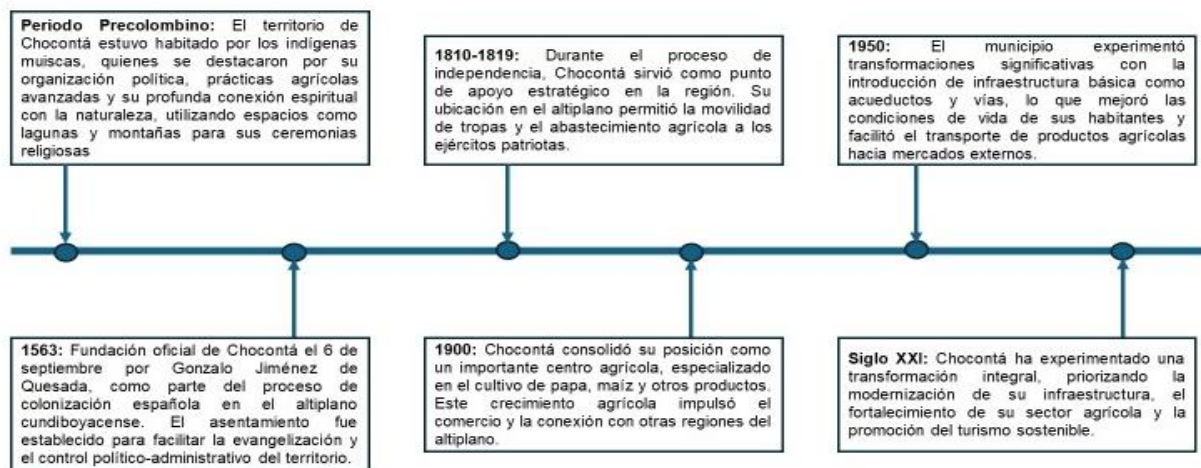 Periodo Precolombino: El territorio de
Chocontá estuvo habitado por los indígenas
muiscas, quienes se destacaron por su
organización política, prácticas agrícolas
avanzadas y su profunda conexión espiritual
con la naturaleza, utilizando espacios como
lagunas y montañas para sus ceremonias
religiosas
1563: Fundación oficial de Chocontá el 6 de
septiembre por Gonzalo Jiménez de
Quesada, como parte del proceso de
colonización española en el altiplano
cundiboyacense. El asentamiento fue
establecido para facilitar la evangelización y
el control político-administrativo del territorio.
1810-1819: Durante el proceso de
independencia, Chocontá sirvió como punto
de apoyo estratégico en la región. Su
ubicación en el altiplano permitió la movilidad
de tropas y el abastecimiento agrícola a los
ejércitos patriotas.
1900: Chocontá consolidó su posición como
un importante centro agrícola, especializado
en el cultivo de papa, maíz y otros productos.
Este crecimiento agrícola impulsó el
comercio y la conexión con otras regiones del
altiplano.
1950: El municipio experimentó
transformaciones significativas con la
introducción de infraestructura básica como
acueductos y vías, lo que mejoró las
condiciones de vida de sus habitantes y
facilitó el transporte de productos agrícolas
hacia mercados externos.
Siglo XXI: Chocontá ha experimentado una
transformación integral, priorizando la
modernización de su infraestructura, el
fortalecimiento de su sector agrícola y la
promoción del turismo sostenible.